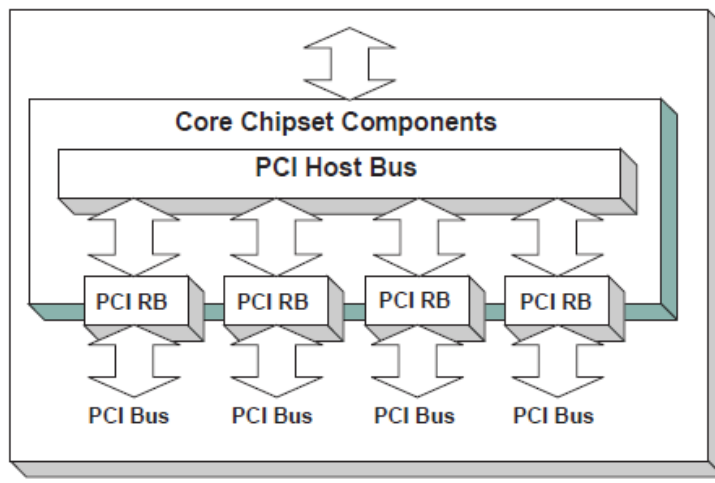 Core Chipset Components
PCI Host Bus
PCI RB PCI RB PCI RB PCI RB
PCI Bus PCI Bus PCI Bus PCI Bus